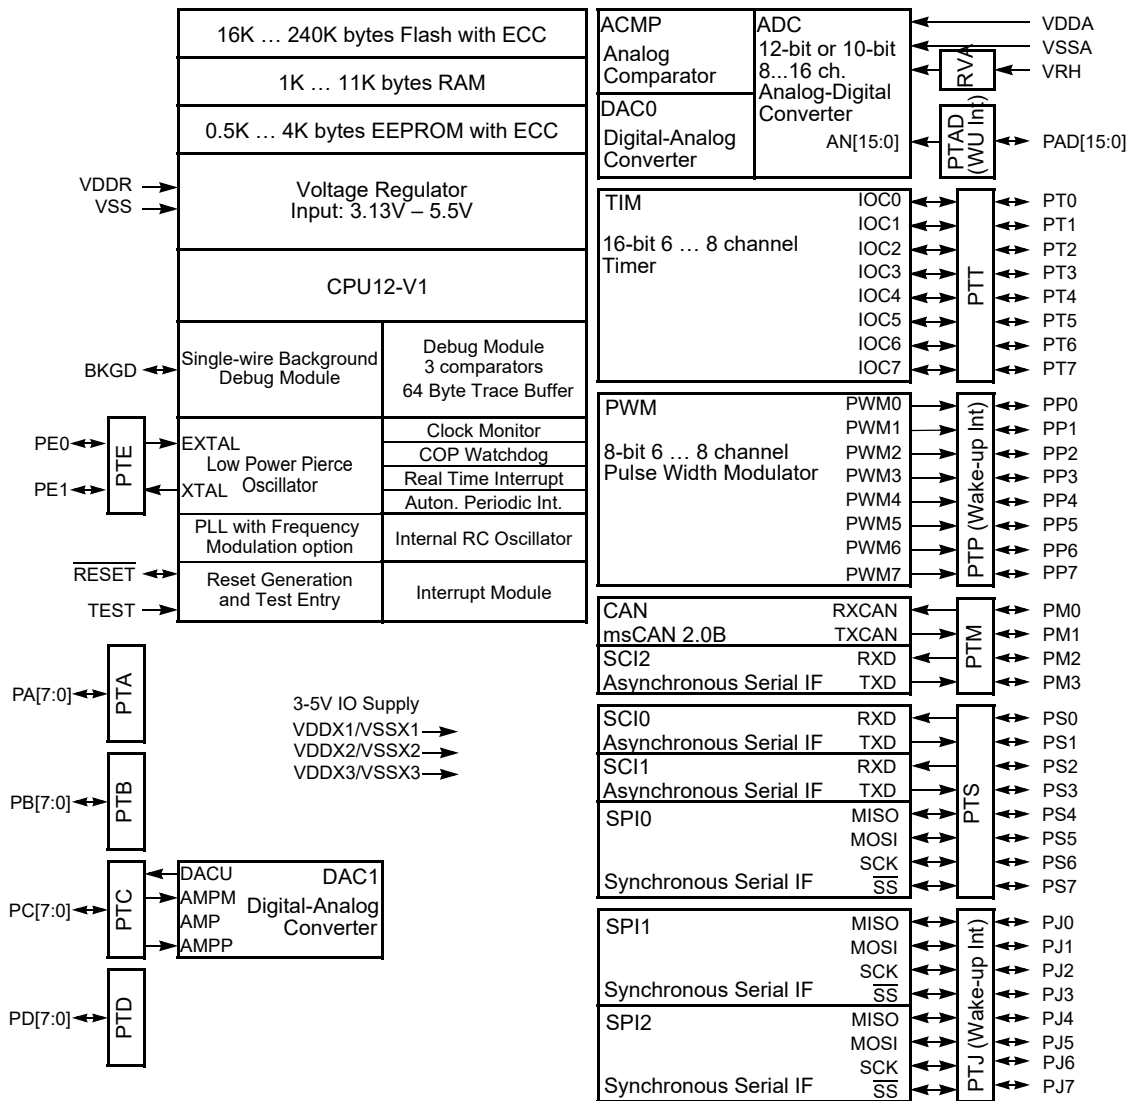 16K … 240K bytes Flash with ECC
1K … 11K bytes RAM
0.5K … 4K bytes EEPROM with ECC
VDDR
VSS
Voltage Regulator
Input: 3.13V – 5.5V
CPU12-V1
BKGD
Single-wire Background
Debug Module
Debug Module
3 comparators
64 Byte Trace Buffer
PE0
PE1
PTE
EXTAL
Low Power Pierce
Oscillator
XTAL
Clock Monitor
COP Watchdog
Real Time Interrupt
Auton. Periodic Int.
PLL with Frequency
Modulation option
Internal RC Oscillator
RESET
TEST
Reset Generation
and Test Entry
Interrupt Module
PA[7:0]
PTA
PB[7:0]
PTB
PC[7:0]
PTC
DACU
AMPM
AMP
AMPP
DAC1
Digital-Analog
Converter
PD[7:0]
PTD
3-5V IO Supply
VDDX1/VSSX1
VDDX2/VSSX2
VDDX3/VSSX3
ACMP
Analog
Comparator
DAC0
Digital-Analog
Converter
ADC
12-bit or 10-bit
8...16 ch.
Analog-Digital
Converter
AN[15:0]
RVA
PTAD
(WU Int)
VDDA
VSSA
VRH
PAD[15:0]
TIM
16-bit 6 … 8 channel
Timer
IOC0
IOC1
IOC2
IOC3
IOC4
IOC5
IOC6
IOC7
PTT
PT0
PT1
PT2
PT3
PT4
PT5
PT6
PT7
PWM
8-bit 6 … 8 channel
Pulse Width Modulator
PWM0
PWM1
PWM2
PWM3
PWM4
PWM5
PWM6
PWM7
PTP (Wake-up Int)
PP0
PP1
PP2
PP3
PP4
PP5
PP6
PP7
CAN
msCAN 2.0B
RXCAN
TXCAN
SCI2
Asynchronous Serial IF
RXD
TXD
PTM
PM0
PM1
PM2
PM3
SCI0
Asynchronous Serial IF
RXD
TXD
SCI1
Asynchronous Serial IF
RXD
TXD
SPI0
Synchronous Serial IF
MISO
MOSI
SCK
SS
PTS
PS0
PS1
PS2
PS3
PS4
PS5
PS6
PS7
SPI1
Synchronous Serial IF
MISO
MOSI
SCK
SS
SPI2
Synchronous Serial IF
MISO
MOSI
SCK
SS
PTJ (Wake-up Int)
PJ0
PJ1
PJ2
PJ3
PJ4
PJ5
PJ6
PJ7